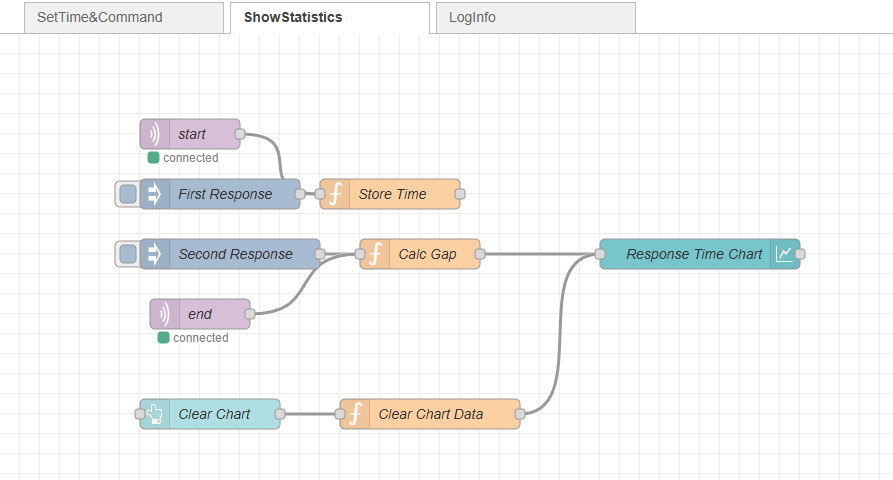 SetTime&Command
ShowStatistics
LogInfo
start
connected
First Response
Store Time
Second Response
Calc Gap
Response Time Chart
end
connected
Clear Chart
Clear Chart Data